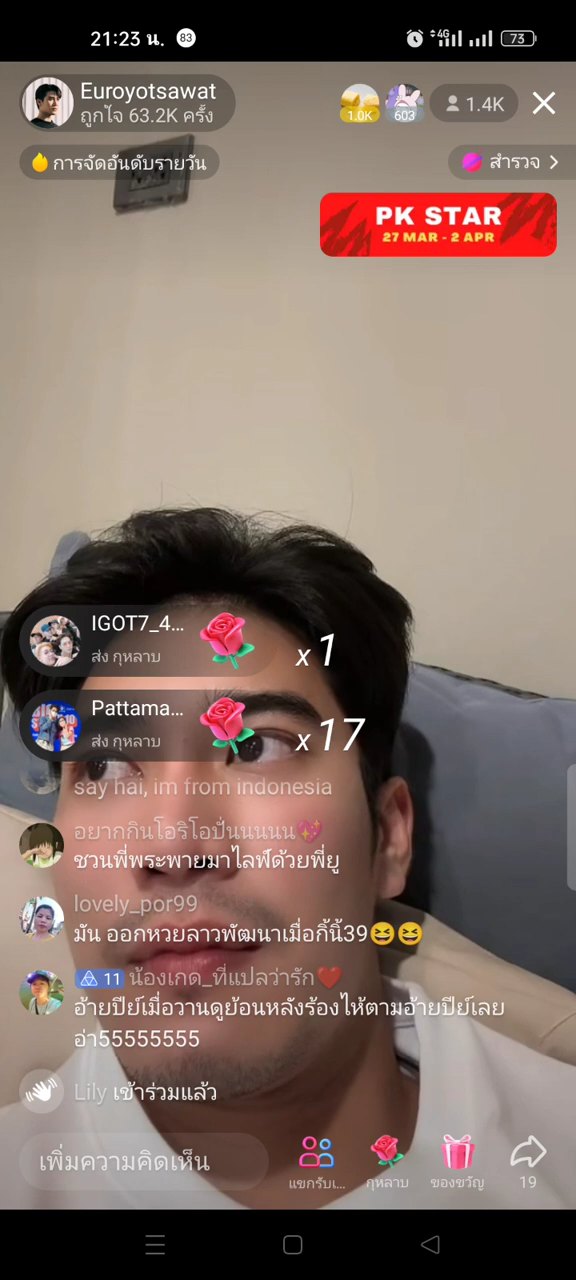 21:23 น. 83
4G 73
Euroyotsawat
ถูกใจ 63.2K ครั้ง
1.0K 603 1.4K
การจัดอันดับรายวัน
สำรวจ
PK STAR
27 MAR - 2 APR
IGOT7_4...
ส่ง กุหลาบ
x 1
Pattama...
ส่ง กุหลาบ
x 17
say hai, im from indonesia
อยากกินโอริโอปั่นนนนน💖
ชวนพี่พระพายมาไลฟ์ด้วยพี่ยู
lovely_por99
มัน ออกหวยลาวพัฒนาเมื่อกิ้นี้39😆😆
11 น้องเกด_ที่แปลว่ารัก❤️
อ้ายปีย์เมื่อวานดูย้อนหลังร้องไห้ตามอ้ายปีย์เลย
อ่า55555555
Lily เข้าร่วมแล้ว
เพิ่มความคิดเห็น
แขกรับเ...
กุหลาบ
ของขวัญ
19